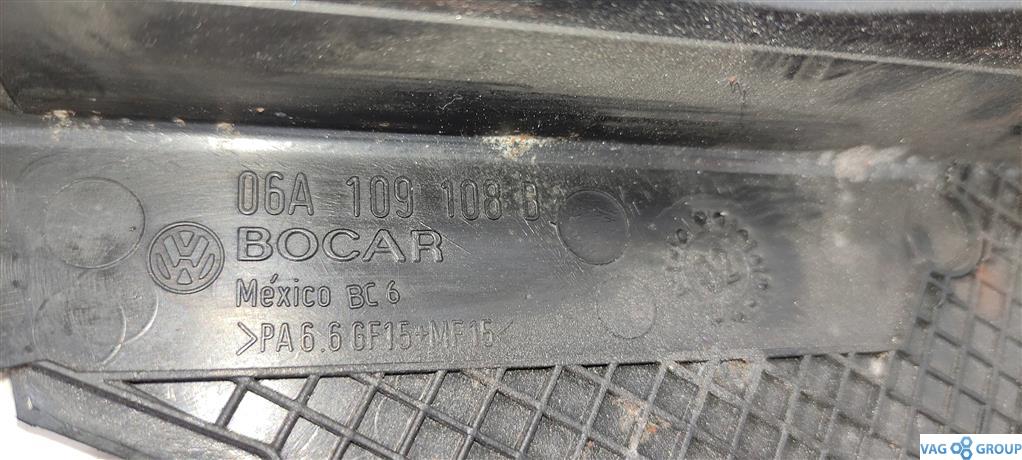 06A 109 108 B
BOCAR
México BC 6
>PA 6.6 GF15+MF15<
VAG GROUP